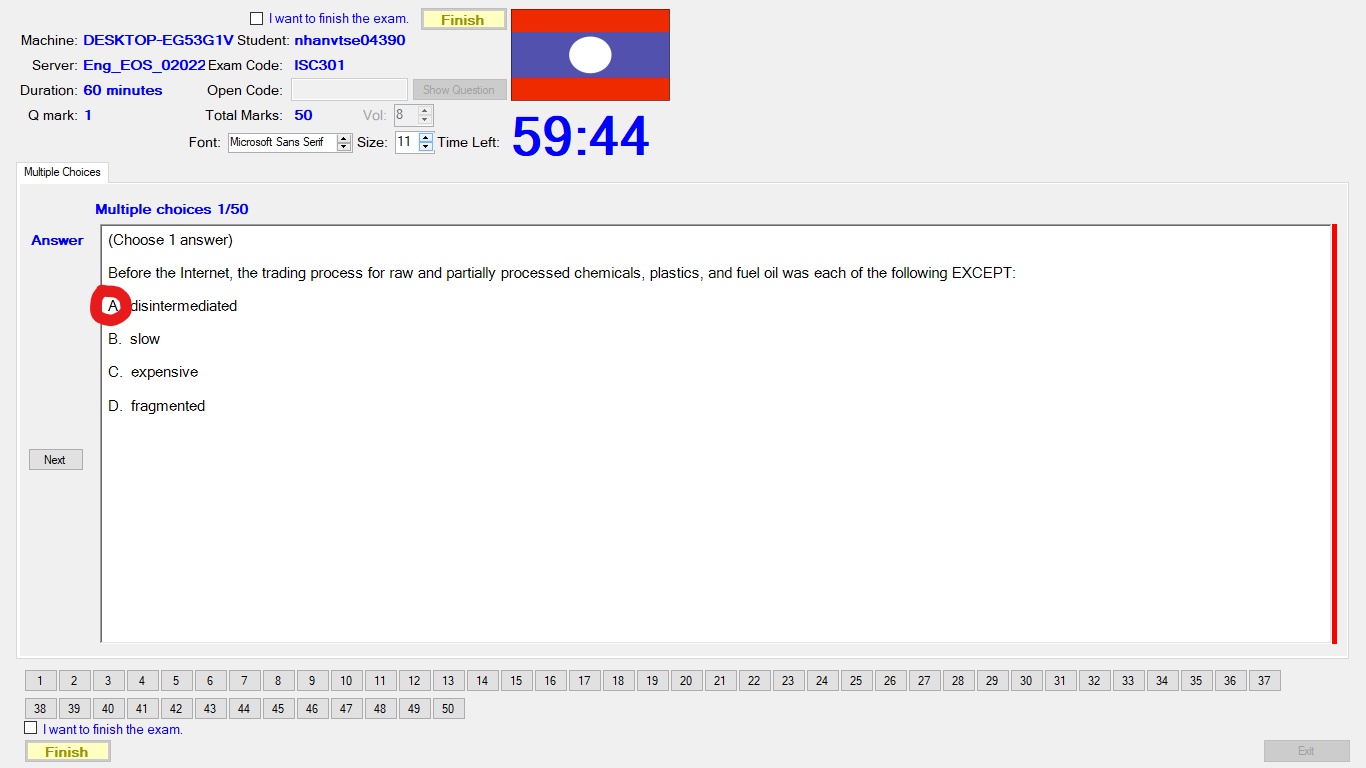 I want to finish the exam. Finish
Machine: DESKTOP-EG53G1V Student: nhanvtse04390
Server: Eng_EOS_02022 Exam Code: ISC301
Duration: 60 minutes Open Code: Show Question
Q mark: 1 Total Marks: 50 Vol: 8
Font: Microsoft Sans Serif Size: 11 Time Left: 59:44
Multiple Choices
Multiple choices 1/50
Answer
(Choose 1 answer)
Before the Internet, the trading process for raw and partially processed chemicals, plastics, and fuel oil was each of the following EXCEPT:
A. disintermediated
B. slow
C. expensive
D. fragmented
Next
1 2 3 4 5 6 7 8 9 10 11 12 13 14 15 16 17 18 19 20 21 22 23 24 25 26 27 28 29 30 31 32 33 34 35 36 37
38 39 40 41 42 43 44 45 46 47 48 49 50
I want to finish the exam.
Finish Exit